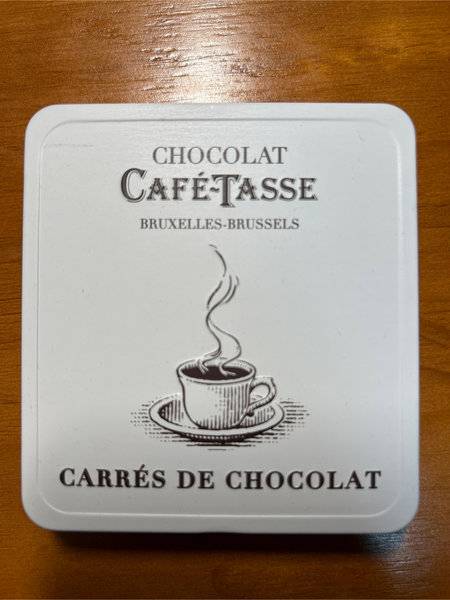 CHOCOLAT
CAFÉ-TASSE
BRUXELLES-BRUSSELS
CARRÉS DE CHOCOLAT